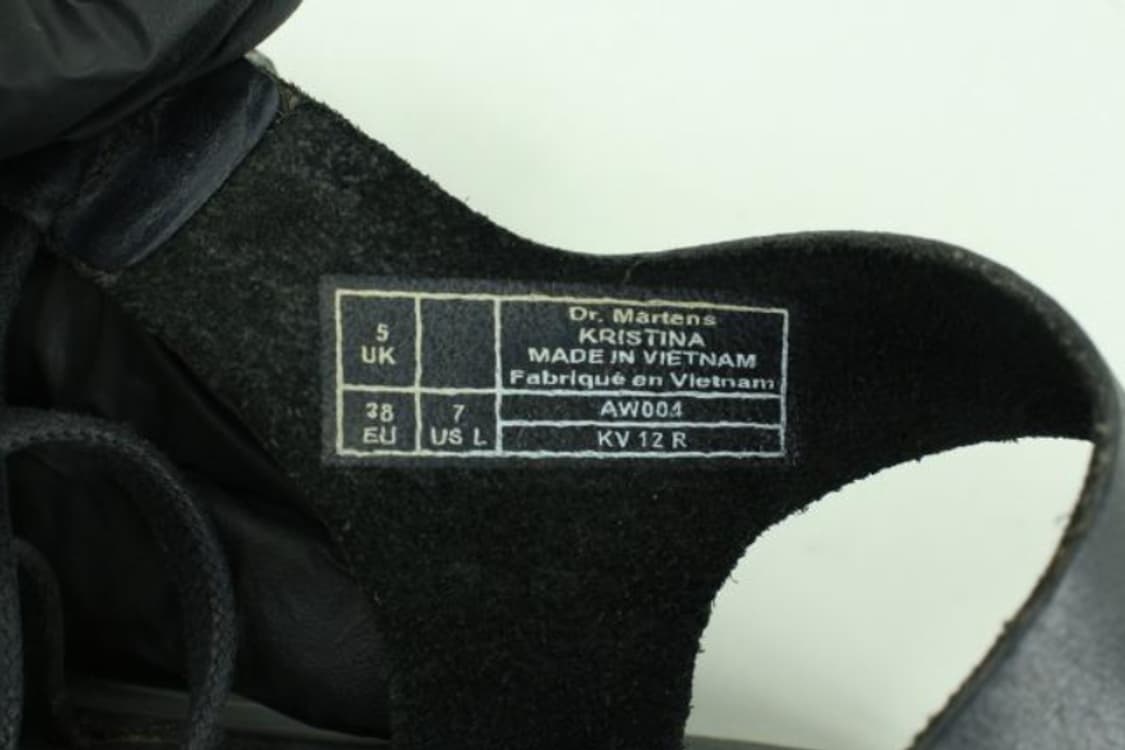 5
UK
Dr. Martens
KRISTINA
MADE IN VIETNAM
Fabriqué en Vietnam
38
EU
7
US L
AW004
KV 12 R